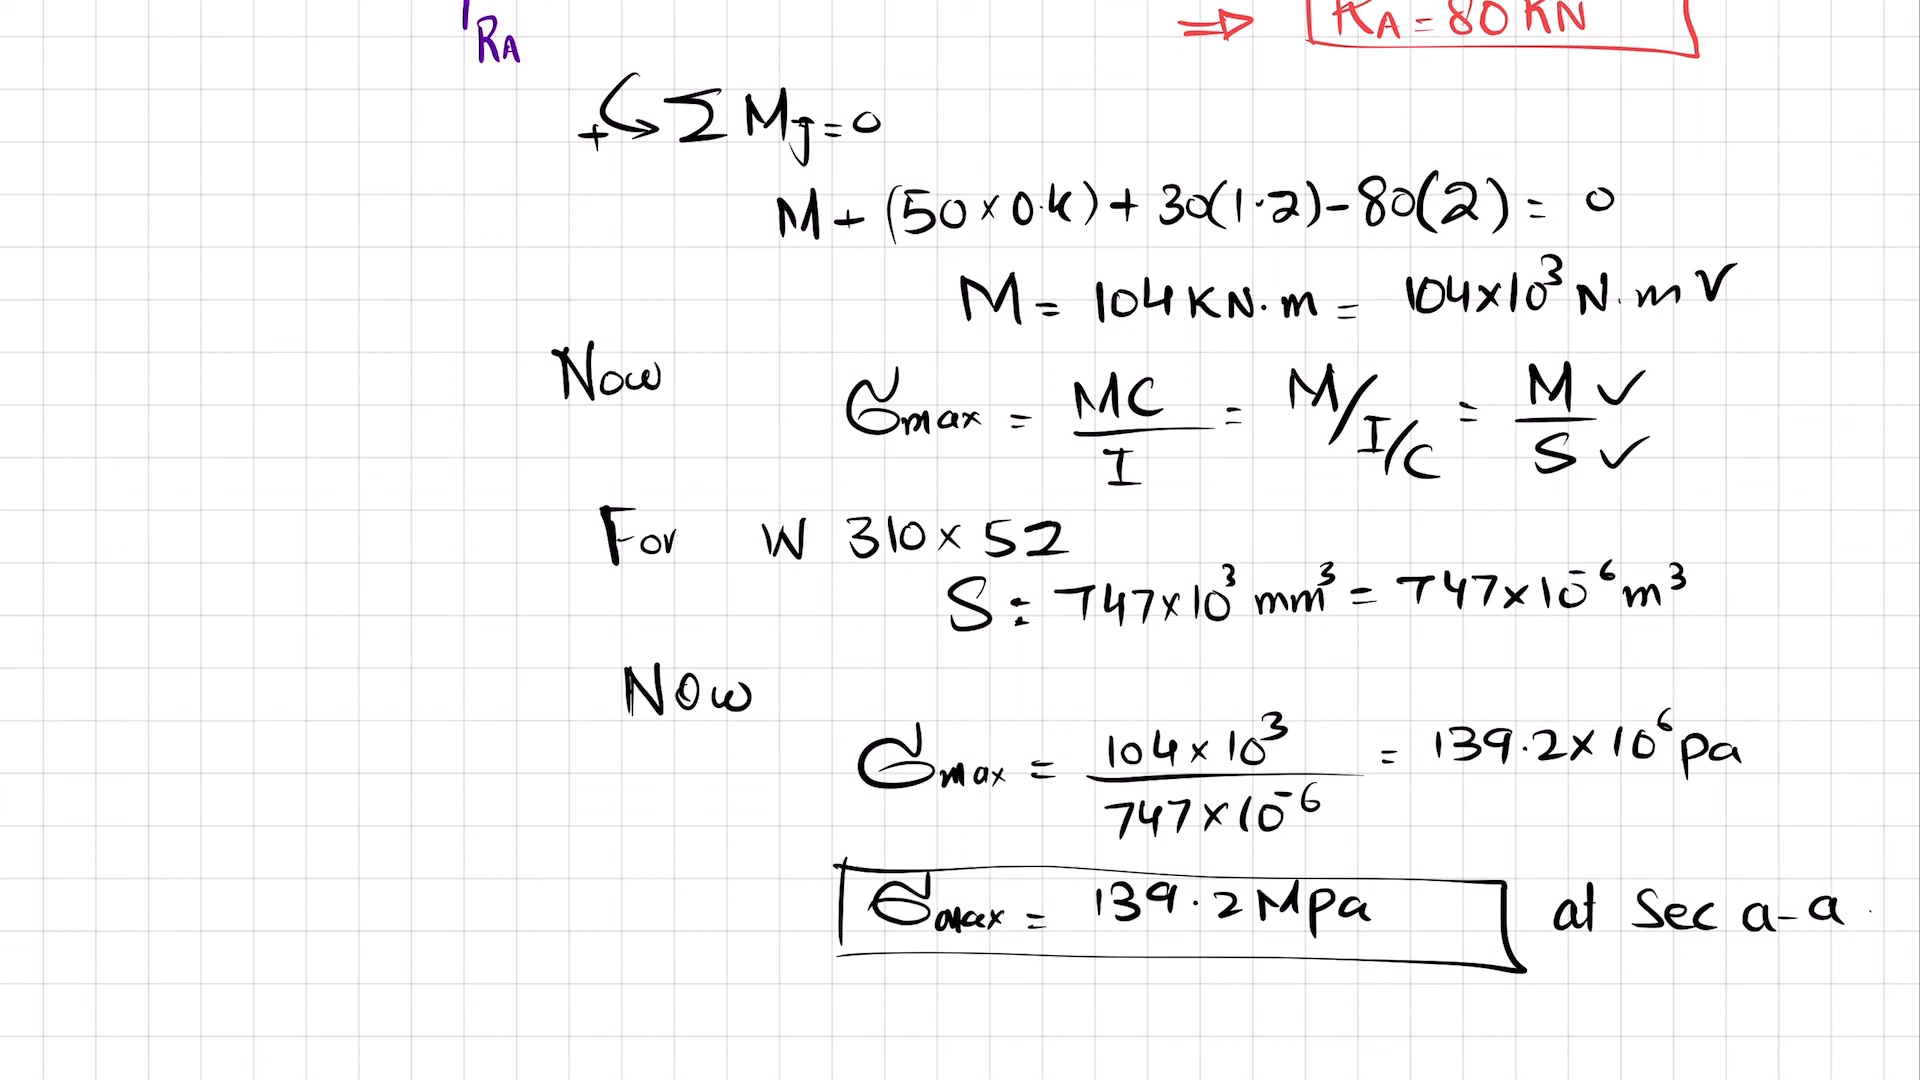 RA
⇒ RA = 80 KN
+ ∑ MJ = 0
M + (50 × 0.4) + 30(1.2) - 80(2) = 0
M = 104 KN.m = 104×10³ N.m ✓
Now σmax = MC/I = M/I/C = M/S ✓ ✓
For W 310 × 52
S = 747×10³ mm³ = 747×10⁻⁶ m³
Now
σmax = 104 × 10³ / 747 × 10⁻⁶ = 139.2 × 10⁶ pa
σmax = 139.2 Mpa at Sec a-a